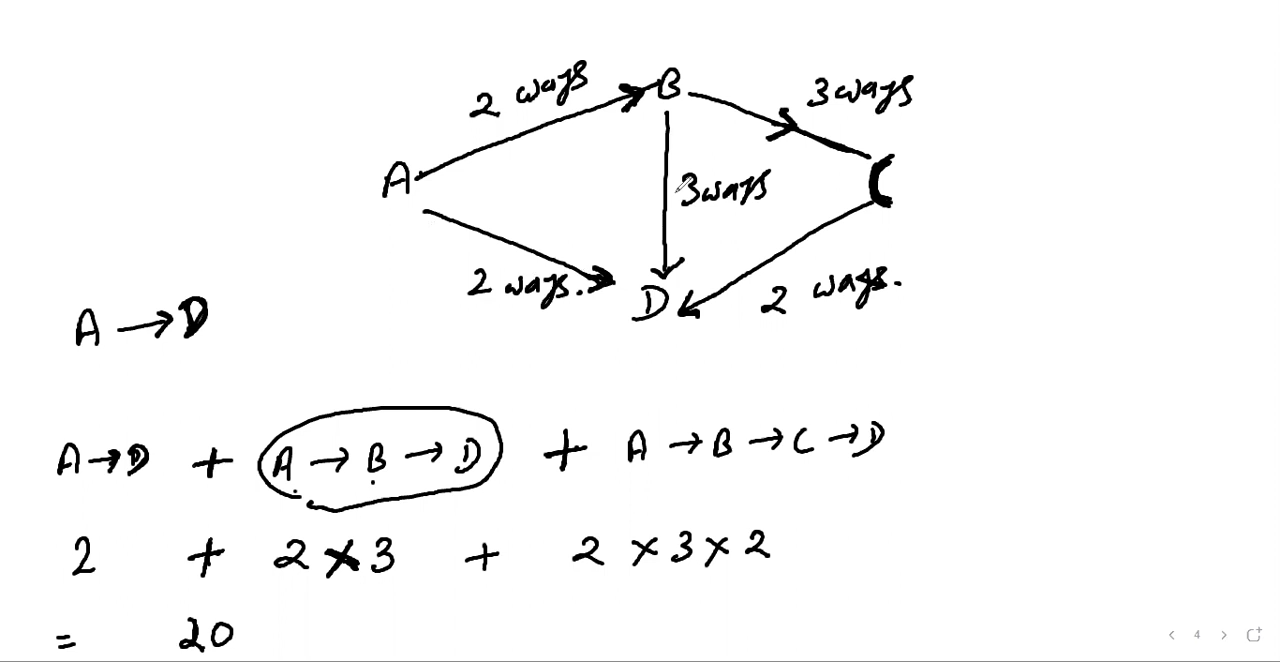 2 ways
B
3 ways
A
3 ways
C
2 ways.
D
2 ways.
A → D
A → D + A → B → D + A → B → C → D
2 + 2 × 3 + 2 × 3 × 2
= 20
< 4 >